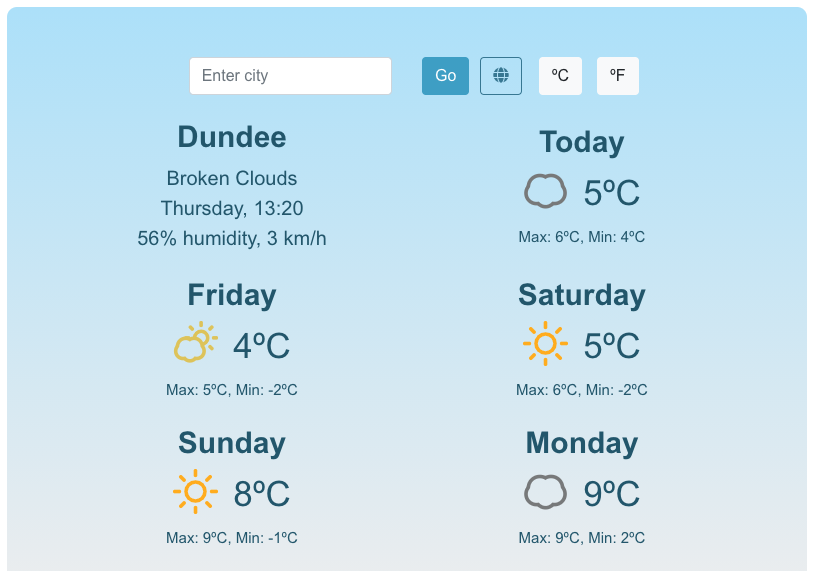 Enter city
Go
ºC
ºF
Dundee
Broken Clouds
Thursday, 13:20
56% humidity, 3 km/h
Today
5ºC
Max: 6ºC, Min: 4ºC
Friday
4ºC
Max: 5ºC, Min: -2ºC
Saturday
5ºC
Max: 6ºC, Min: -2ºC
Sunday
8ºC
Max: 9ºC, Min: -1ºC
Monday
9ºC
Max: 9ºC, Min: 2ºC